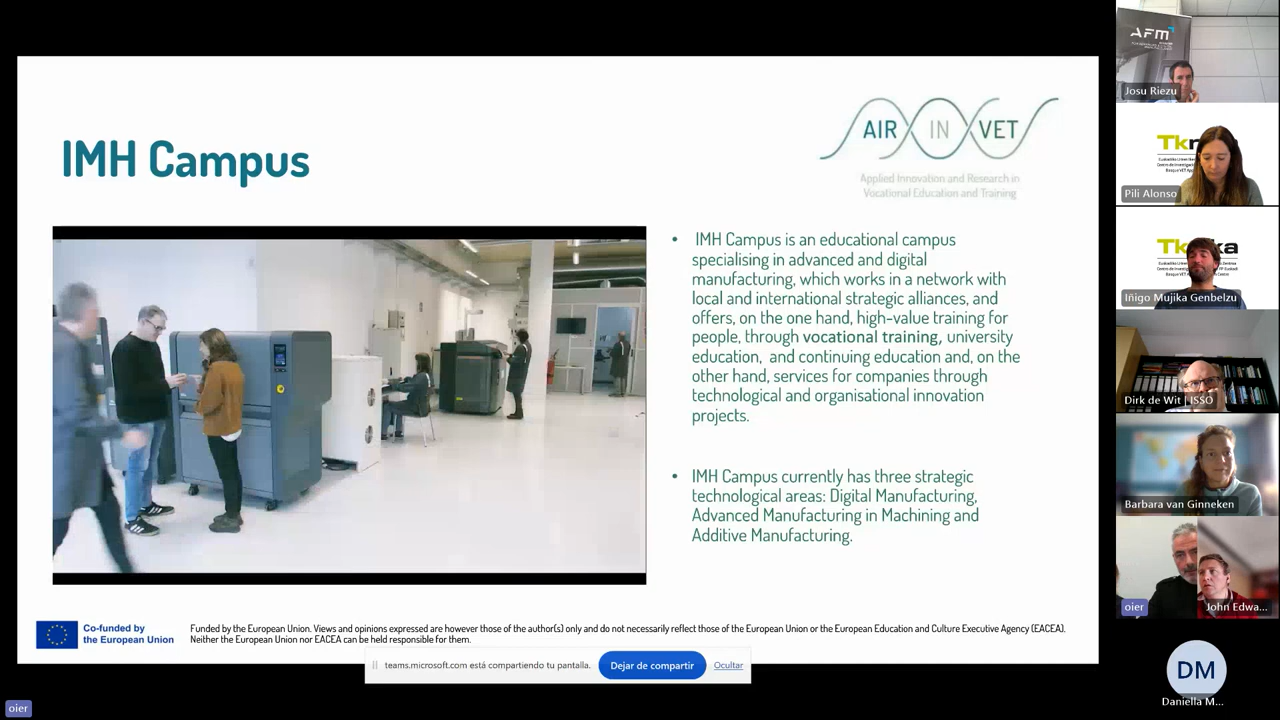 IMH Campus
AIR IN VET
Applied Innovation and Research in
Vocational Education and Training
• IMH Campus is an educational campus
specialising in advanced and digital
manufacturing, which works in a network with
local and international strategic alliances, and
offers, on the one hand, high-value training for
people, through vocational training, university
education, and continuing education and, on the
other hand, services for companies through
technological and organisational innovation
projects.
• IMH Campus currently has three strategic
technological areas: Digital Manufacturing,
Advanced Manufacturing in Machining and
Additive Manufacturing.
Co-funded by
the European Union
Funded by the European Union. Views and opinions expressed are however those of the author(s) only and do not necessarily reflect those of the European Union or the European Education and Culture Executive Agency (EACEA).
Neither the European Union nor EACEA can be held responsible for them.
teams.microsoft.com está compartiendo tu pantalla.
Dejar de compartir
Ocultar
oier
AFM
Josu Riezu
Pili Alonso
Iñigo Mujika Genbelzu
Dirk de Wit | ISSO
Barbara van Ginneken
oier
John Edwa...
DM
Daniella M...